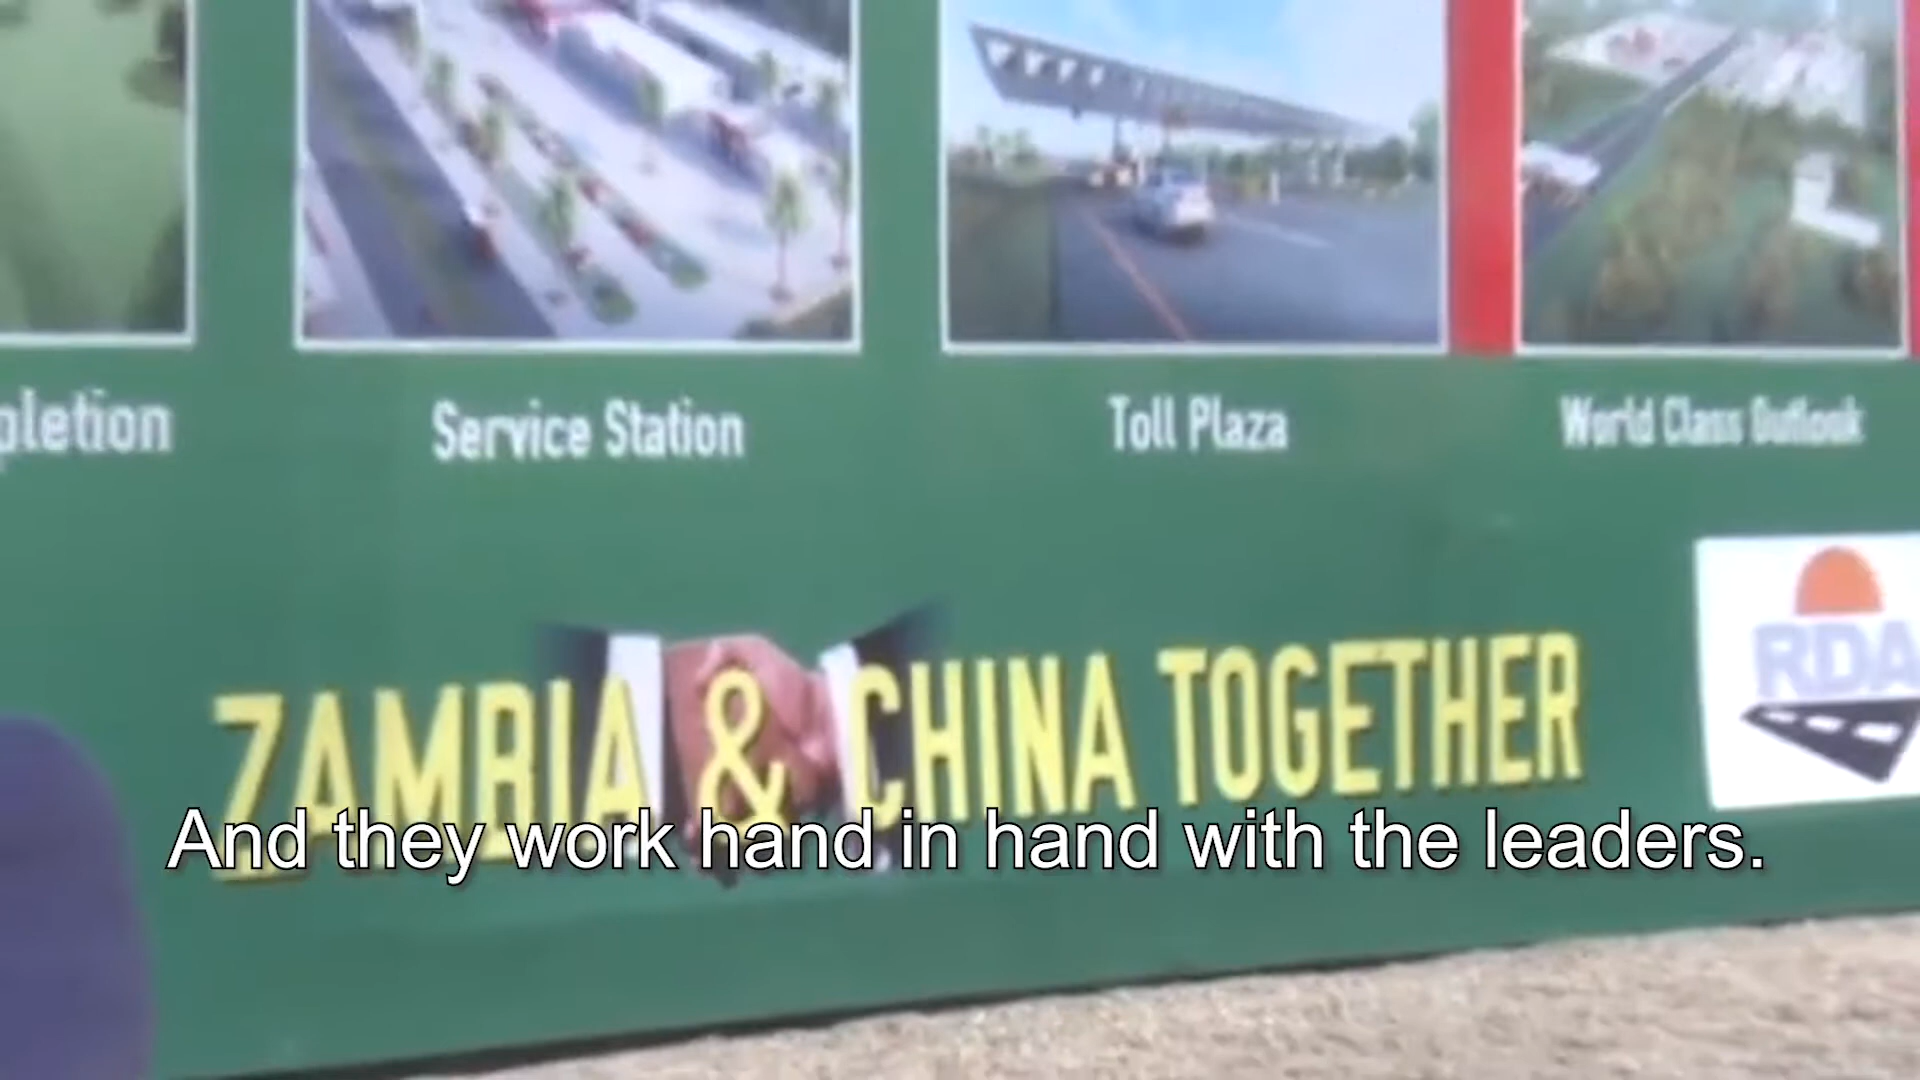 pletion
Service Station
Toll Plaza
World Class Outlook
RDA
ZAMBIA & CHINA TOGETHER
And they work hand in hand with the leaders.